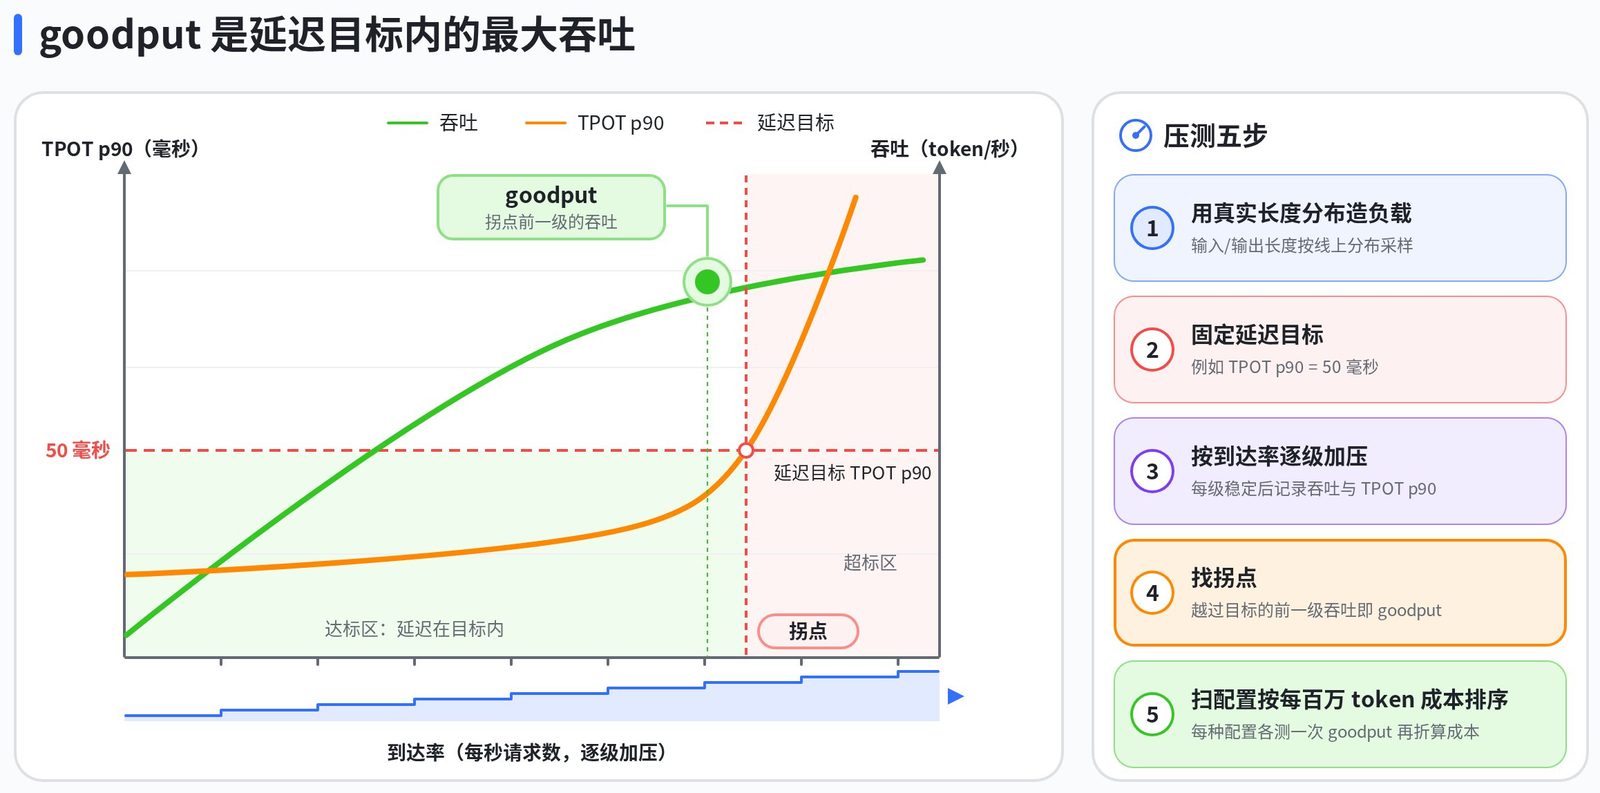 goodput 是延迟目标内的最大吞吐
吞吐
TPOT p90
延迟目标
TPOT p90（毫秒）
吞吐（token/秒）
goodput
拐点前一级的吞吐
50 毫秒
延迟目标 TPOT p90
超标区
达标区：延迟在目标内
拐点
到达率（每秒请求数，逐级加压）
压测五步
1
用真实长度分布造负载
输入/输出长度按线上分布采样
2
固定延迟目标
例如 TPOT p90 = 50 毫秒
3
按到达率逐级加压
每级稳定后记录吞吐与 TPOT p90
4
找拐点
越过目标的前一级吞吐即 goodput
5
扫配置按每百万 token 成本排序
每种配置各测一次 goodput 再折算成本